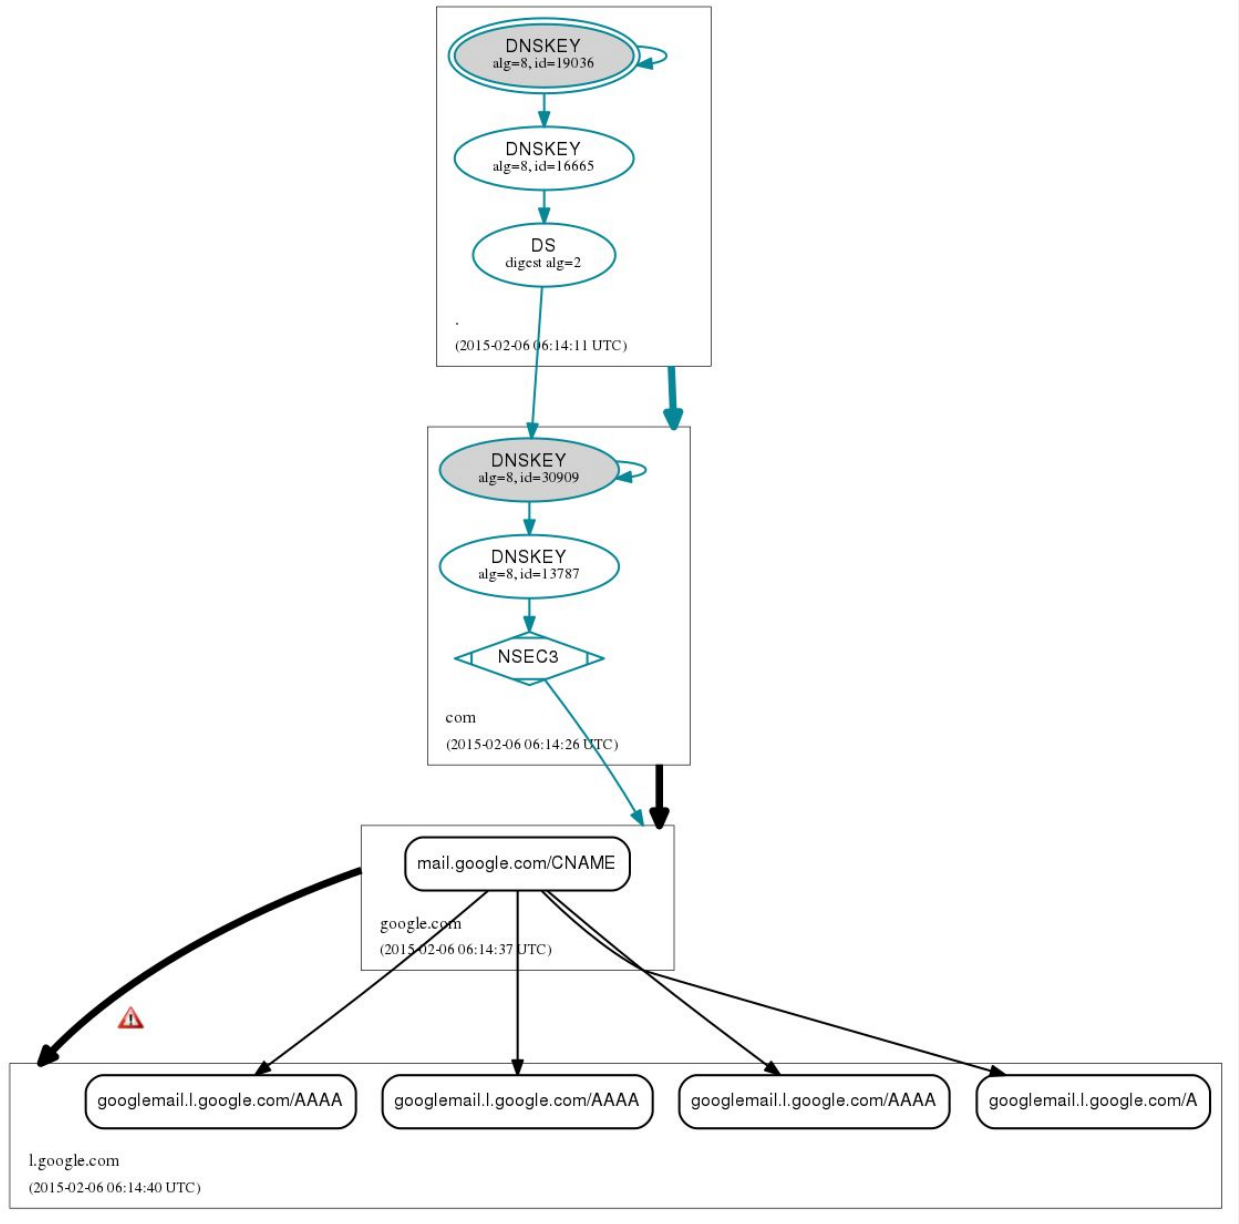 DNSKEY
alg=8, id=19036
DNSKEY
alg=8, id=16665
DS
digest alg=2
.
(2015-02-06 06:14:11 UTC)
DNSKEY
alg=8, id=30909
DNSKEY
alg=8, id=13787
NSEC3
com
(2015-02-06 06:14:26 UTC)
mail.google.com/CNAME
google.com
(2015-02-06 06:14:37 UTC)
googlemail.l.google.com/AAAA
googlemail.l.google.com/AAAA
googlemail.l.google.com/AAAA
googlemail.l.google.com/A
l.google.com
(2015-02-06 06:14:40 UTC)